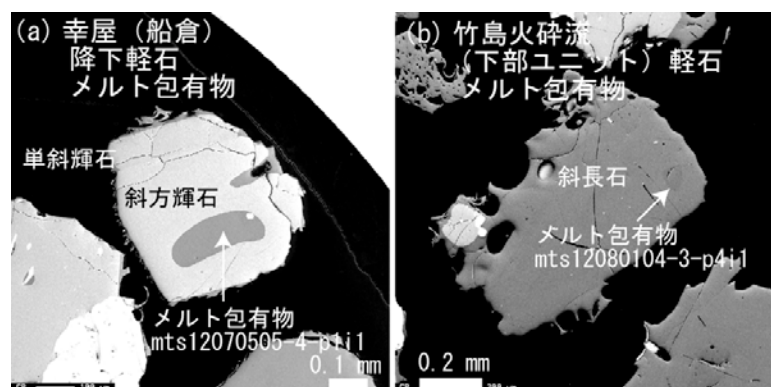 (a) 幸屋（船倉）
降下軽石
メルト包有物
単斜輝石
斜方輝石
メルト包有物
mts12070505-4-p1i1
0.1 mm
(b) 竹島火砕流
（下部ユニット）軽石
メルト包有物
斜長石
メルト包有物
mts12080104-3-p4i1
0.2 mm